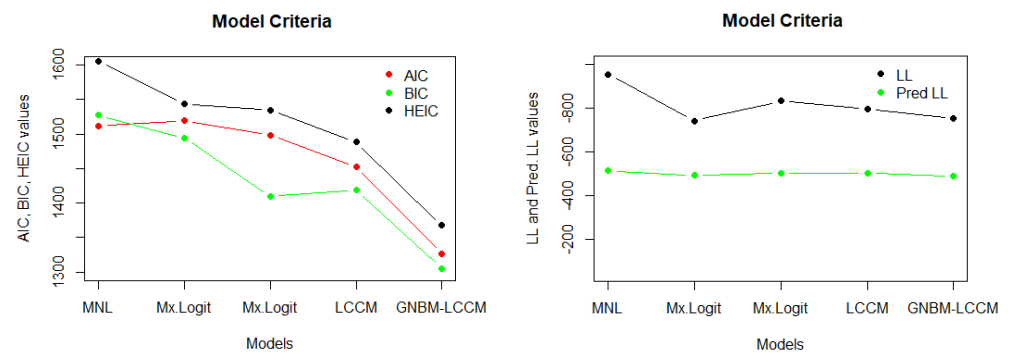 Model Criteria
AIC, BIC, HEIC values
1600
1500
1400
1300
AIC
BIC
HEIC
MNL Mx.Logit Mx.Logit LCCM GNBM-LCCM
Models
Model Criteria
LL and Pred. LL values
-800
-600
-400
-200
LL
Pred LL
MNL Mx.Logit Mx.Logit LCCM GNBM-LCCM
Models